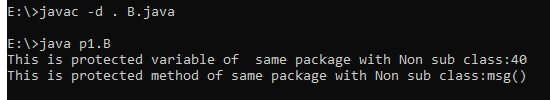 E:\>javac -d . B.java
E:\>java p1.B
This is protected variable of  same package with Non sub class:40
This is protected method of same package with Non sub class:msg()